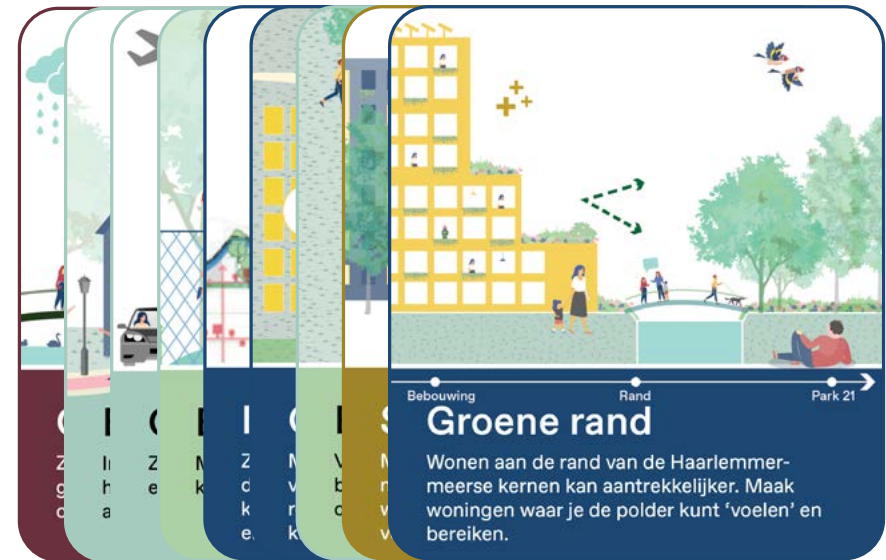 Bebouwing Rand Park 21
Groene rand
Wonen aan de rand van de Haarlemmer-
meerse kernen kan aantrekkelijker. Maak
woningen waar je de polder kunt ‘voelen’ en
bereiken.